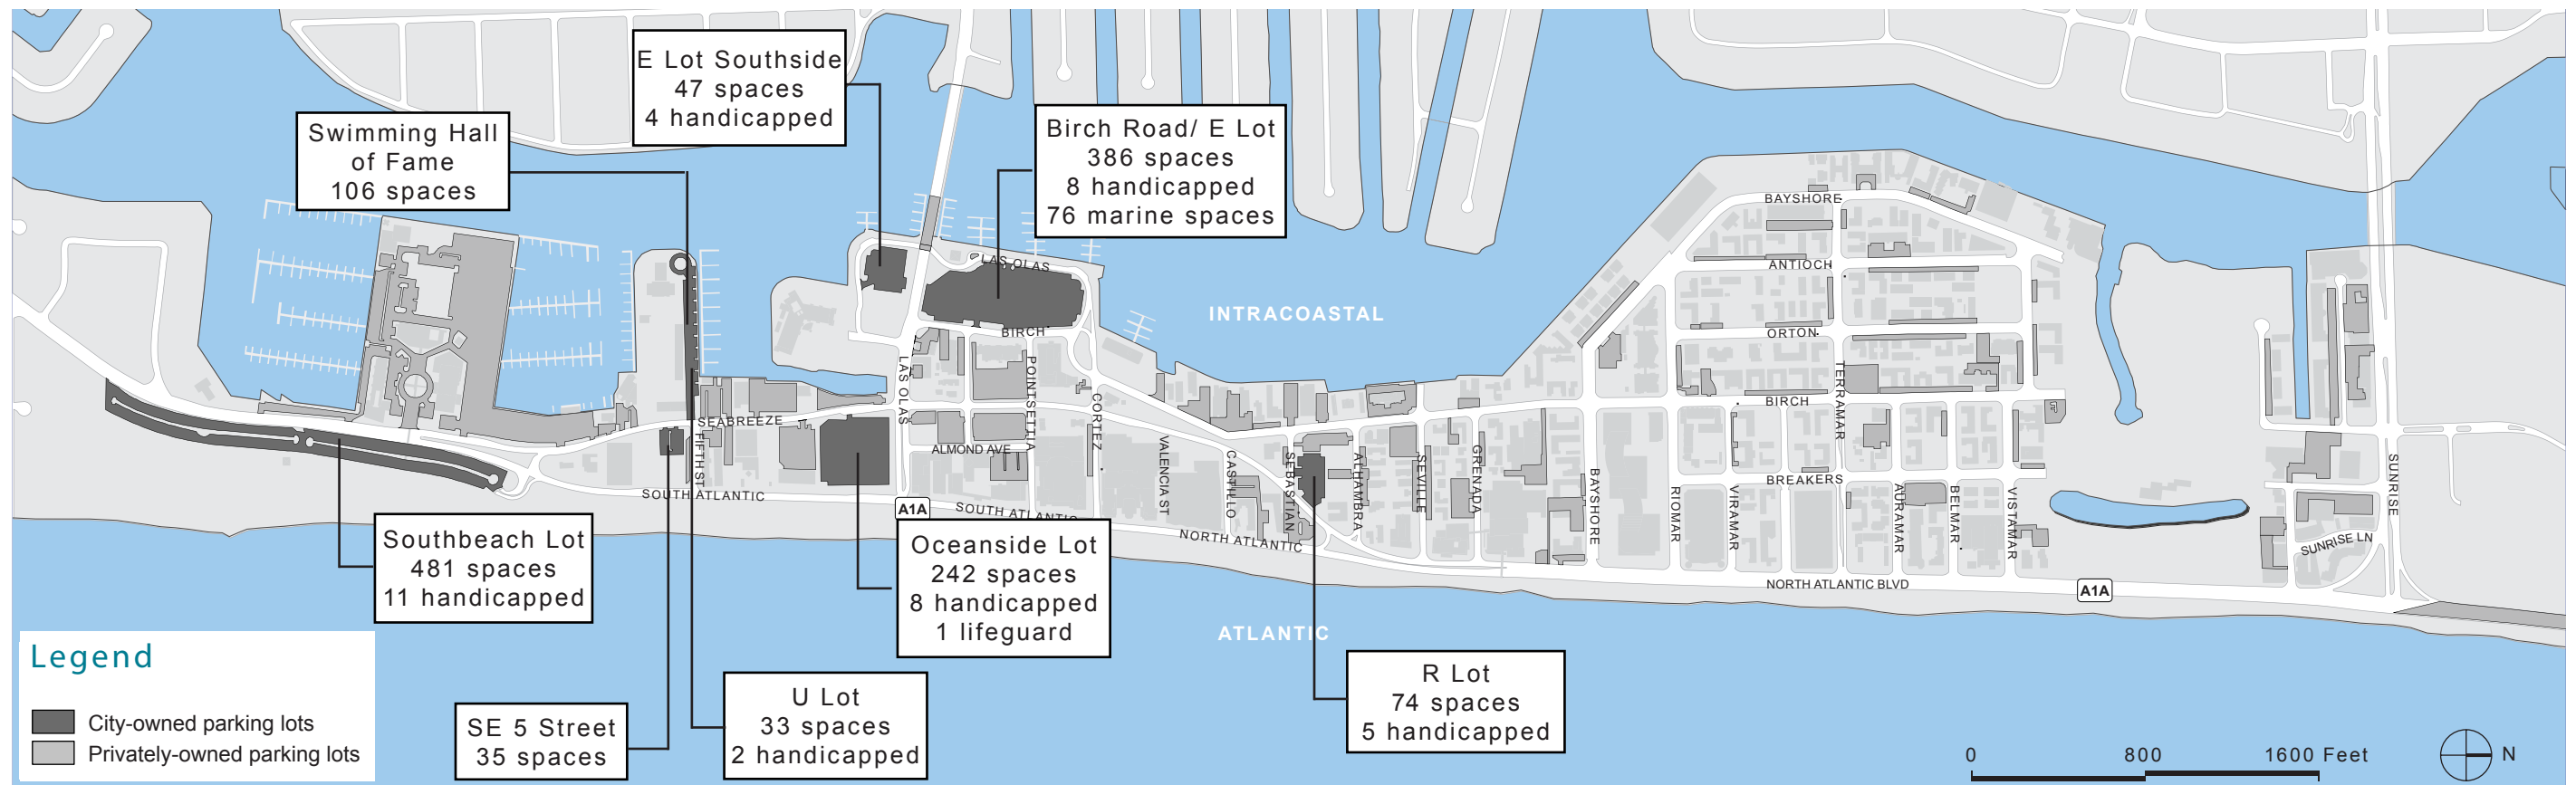 E Lot Southside
47 spaces
4 handicapped
Swimming Hall
of Fame
106 spaces
Birch Road/ E Lot
386 spaces
8 handicapped
76 marine spaces
BAYSHORE
LAS OLAS
ANTIOCH
INTRACOASTAL
BIRCH
ORTON
LAS OLAS
POINSETTIA
CORTEZ
TERRAMAR
BIRCH
SEABREEZE
FIFTH ST
ALMOND AVE
VALENCIA ST
CASTILLO
SEBASTIAN
ALHAMBRA
SEVILLE
GRENADA
BAYSHORE
RIOMAR
VIRAMAR
BREAKERS
AURAMAR
BELMAR
VISTAMAR
SUNRISE
SOUTH ATLANTIC
A1A
SOUTH ATLANTIC
NORTH ATLANTIC
SUNRISE LN
NORTH ATLANTIC BLVD
A1A
Southbeach Lot
481 spaces
11 handicapped
Oceanside Lot
242 spaces
8 handicapped
1 lifeguard
ATLANTIC
Legend
City-owned parking lots
Privately-owned parking lots
SE 5 Street
35 spaces
U Lot
33 spaces
2 handicapped
R Lot
74 spaces
5 handicapped
0 800 1600 Feet
N